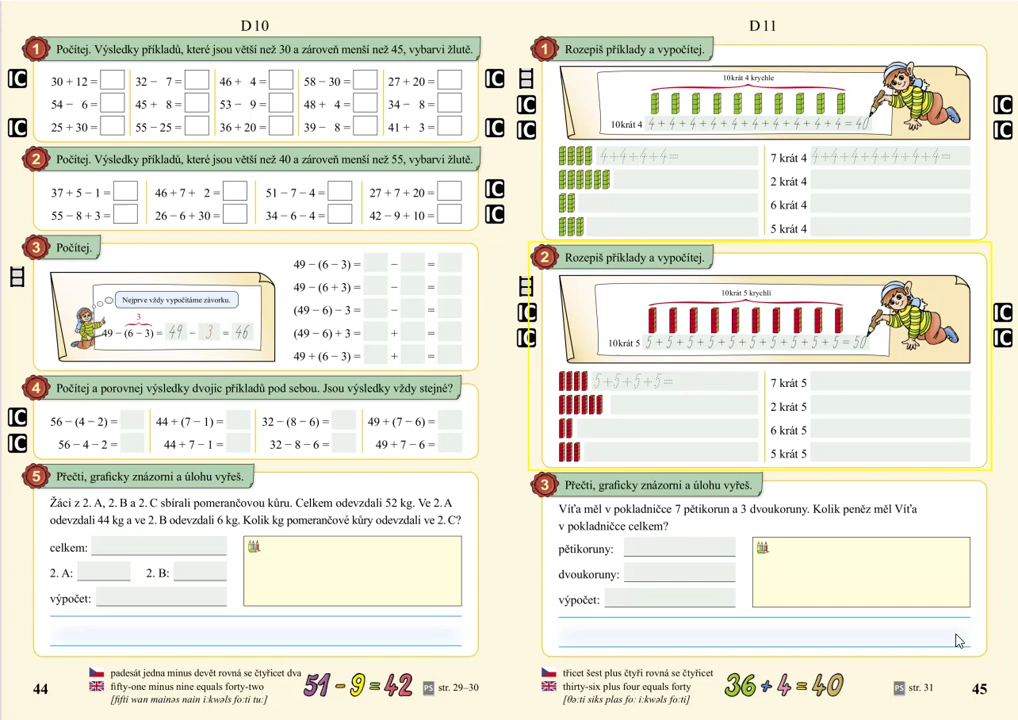 D 10
1 Počítej. Výsledky příkladů, které jsou větší než 30 a zároveň menší než 45, vybarvi žlutě.
30 + 12 = 32 − 7 = 46 + 4 = 58 − 30 = 27 + 20 =
54 − 6 = 45 + 8 = 53 − 9 = 48 + 4 = 34 − 8 =
25 + 30 = 55 − 25 = 36 + 20 = 39 − 8 = 41 + 3 =
2 Počítej. Výsledky příkladů, které jsou větší než 40 a zároveň menší než 55, vybarvi žlutě.
37 + 5 − 1 = 46 + 7 + 2 = 51 − 7 − 4 = 27 + 7 + 20 =
55 − 8 + 3 = 26 − 6 + 30 = 34 − 6 − 4 = 42 − 9 + 10 =
3 Počítej.
Nejprve vždy vypočítáme závorku.
3
49 − (6 − 3) = 49 − 3 = 46
49 − (6 − 3) = − =
49 − (6 + 3) = − =
(49 − 6) − 3 = − =
(49 − 6) + 3 = + =
49 + (6 − 3) = + =
4 Počítej a porovnej výsledky dvojic příkladů pod sebou. Jsou výsledky vždy stejné?
56 − (4 − 2) = 44 + (7 − 1) = 32 − (8 − 6) = 49 + (7 − 6) =
56 − 4 − 2 = 44 + 7 − 1 = 32 − 8 − 6 = 49 + 7 − 6 =
5 Přečti, graficky znázorni a úlohu vyřeš.
Žáci z 2. A, 2. B a 2. C sbírali pomerančovou kůru. Celkem odevzdali 52 kg. Ve 2. A
odevzdali 44 kg a ve 2. B odevzdali 6 kg. Kolik kg pomerančové kůry odevzdali ve 2. C?
celkem:
2. A: 2. B:
výpočet:
44
padesát jedna minus devět rovná se čtyřicet dva
fifty-one minus nine equals forty-two
[fifti wan mainəs nain i:kwəls fo:ti tu:]
51 − 9 = 42
PS str. 29–30
D 11
1 Rozepiš příklady a vypočítej.
10krát 4 krychle
10krát 4 4 + 4 + 4 + 4 + 4 + 4 + 4 + 4 + 4 + 4 = 40
4+4+4+4= 7 krát 4 4+4+4+4+4+4+4=
2 krát 4
6 krát 4
5 krát 4
2 Rozepiš příklady a vypočítej.
10krát 5 krychlí
10krát 5 5 + 5 + 5 + 5 + 5 + 5 + 5 + 5 + 5 + 5 = 50
5+5+5+5= 7 krát 5
2 krát 5
6 krát 5
5 krát 5
3 Přečti, graficky znázorni a úlohu vyřeš.
Víťa měl v pokladničce 7 pětikorun a 3 dvoukoruny. Kolik peněz měl Víťa
v pokladničce celkem?
pětikoruny:
dvoukoruny:
výpočet:
třicet šest plus čtyři rovná se čtyřicet
thirty-six plus four equals forty
[θə:ti siks plas fo: i:kwəls fo:ti]
36 + 4 = 40
PS str. 31
45